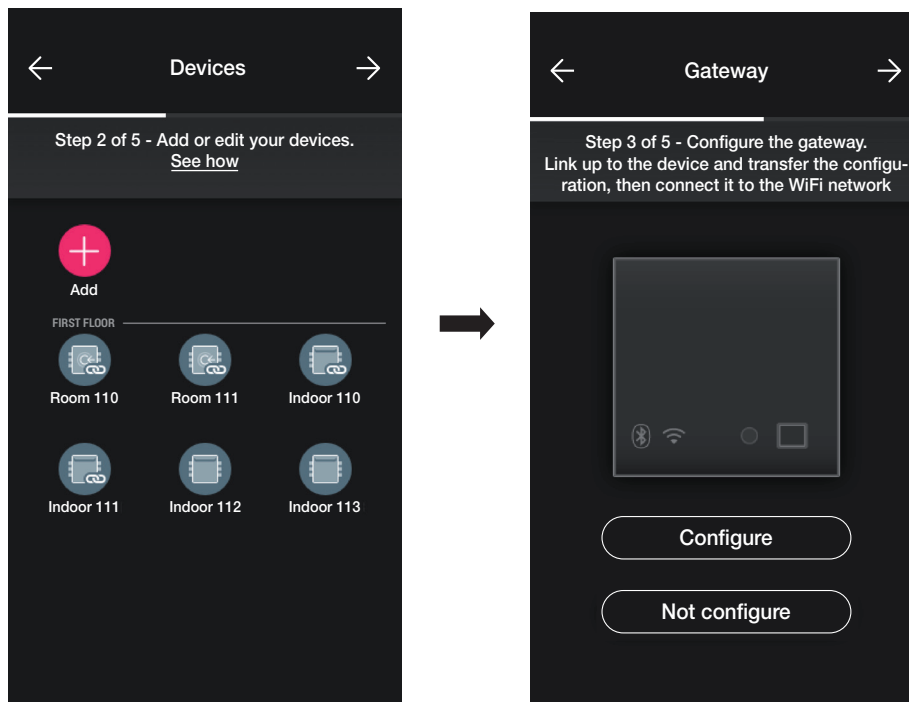 Devices
Step 2 of 5 - Add or edit your devices.
See how
Add
FIRST FLOOR
Room 110
Room 111
Indoor 110
Indoor 111
Indoor 112
Indoor 113
Gateway
Step 3 of 5 - Configure the gateway.
Link up to the device and transfer the configu-
ration, then connect it to the WiFi network
Configure
Not configure